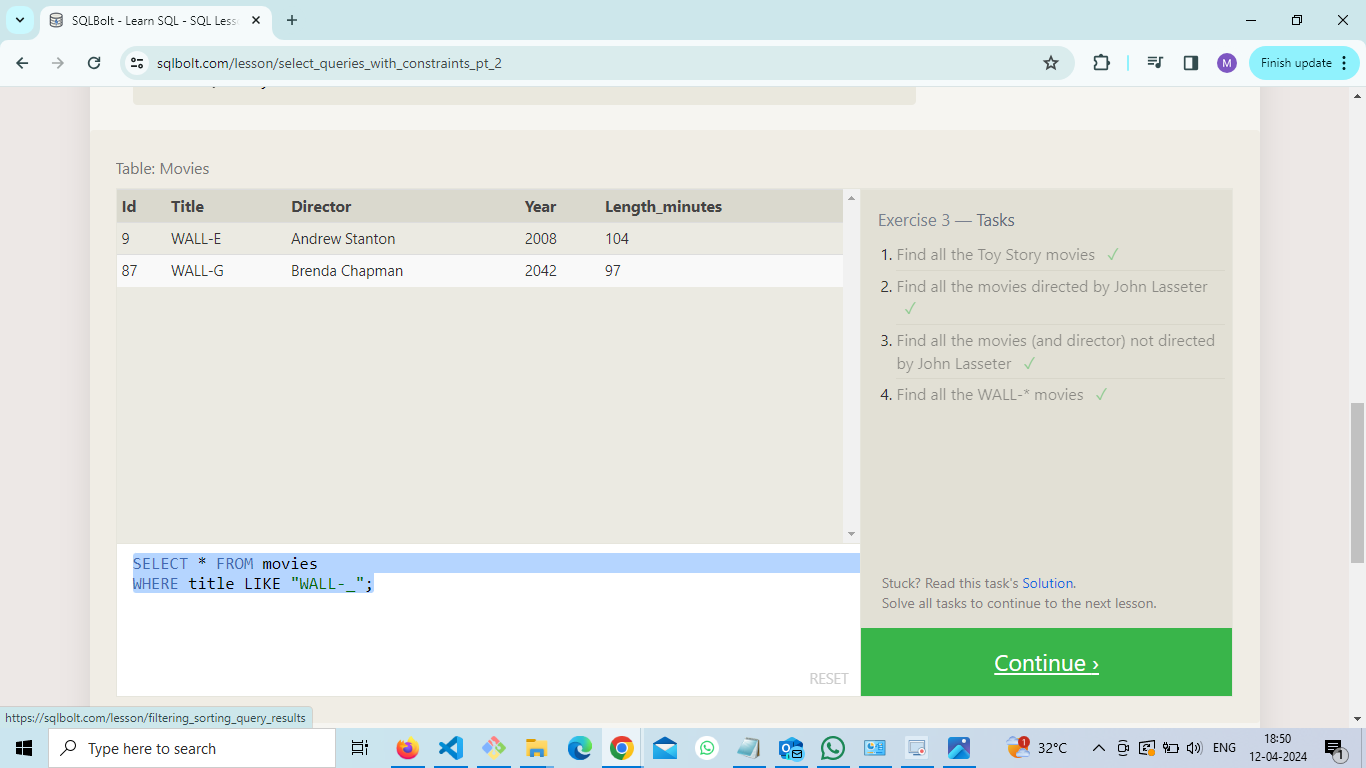 SQLBolt - Learn SQL - SQL Less
sqlbolt.com/lesson/select_queries_with_constraints_pt_2
M
Finish update
Table: Movies
Id Title Director Year Length_minutes
9 WALL-E Andrew Stanton 2008 104
87 WALL-G Brenda Chapman 2042 97
Exercise 3 — Tasks
1. Find all the Toy Story movies ✓
2. Find all the movies directed by John Lasseter
✓
3. Find all the movies (and director) not directed
by John Lasseter ✓
4. Find all the WALL-* movies ✓
SELECT * FROM movies
WHERE title LIKE "WALL-_";
RESET
Stuck? Read this task's Solution.
Solve all tasks to continue to the next lesson.
Continue ›
https://sqlbolt.com/lesson/filtering_sorting_query_results
Type here to search
1
32°C
ENG
18:50
12-04-2024
1